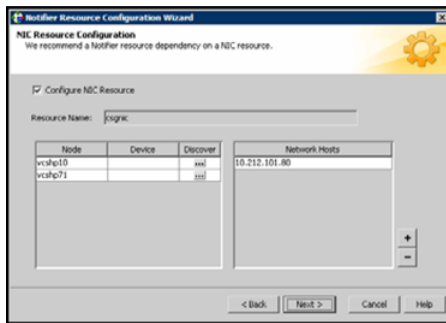 Notifier Resource Configuration Wizard
NIC Resource Configuration
We recommend a Notifier resource dependency on a NIC resource.
Configure NIC Resource
Resource Name: csgnic
Node Device Discover Network Hosts
vcshp10 ... 10.212.101.80
vcshp71 ...
+
-
< Back Next > Cancel Help